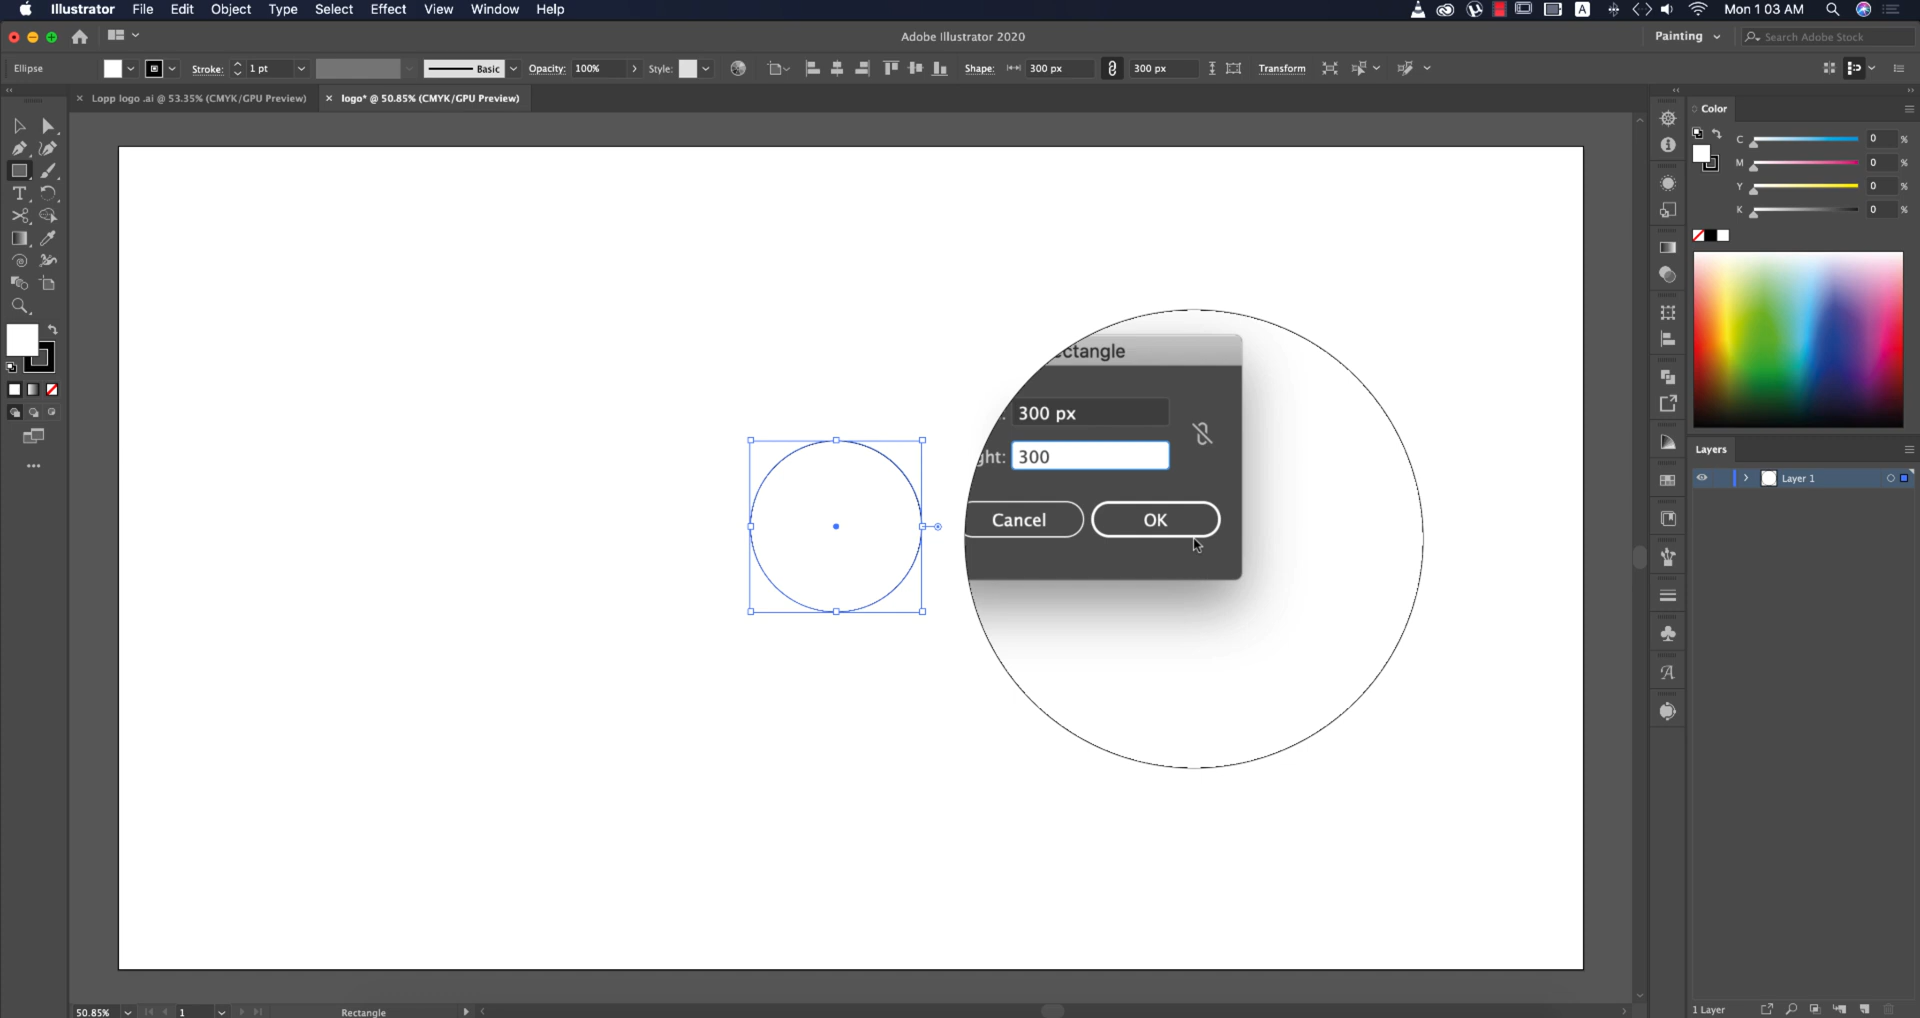 Illustrator File Edit Object Type Select Effect View Window Help
A Mon 1 03 AM
Adobe Illustrator 2020
Painting
Search Adobe Stock
Ellipse Stroke: 1 pt Basic Opacity: 100% Style: Shape: 300 px 300 px Transform
Lopp logo .ai @ 53.35% (CMYK/GPU Preview) logo* @ 50.85% (CMYK/GPU Preview)
Color
C 0 %
M 0 %
Y 0 %
K 0 %
ctangle
300 px
ght: 300
Cancel OK
Layers
Layer 1
50.85% 1 Rectangle
1 Layer